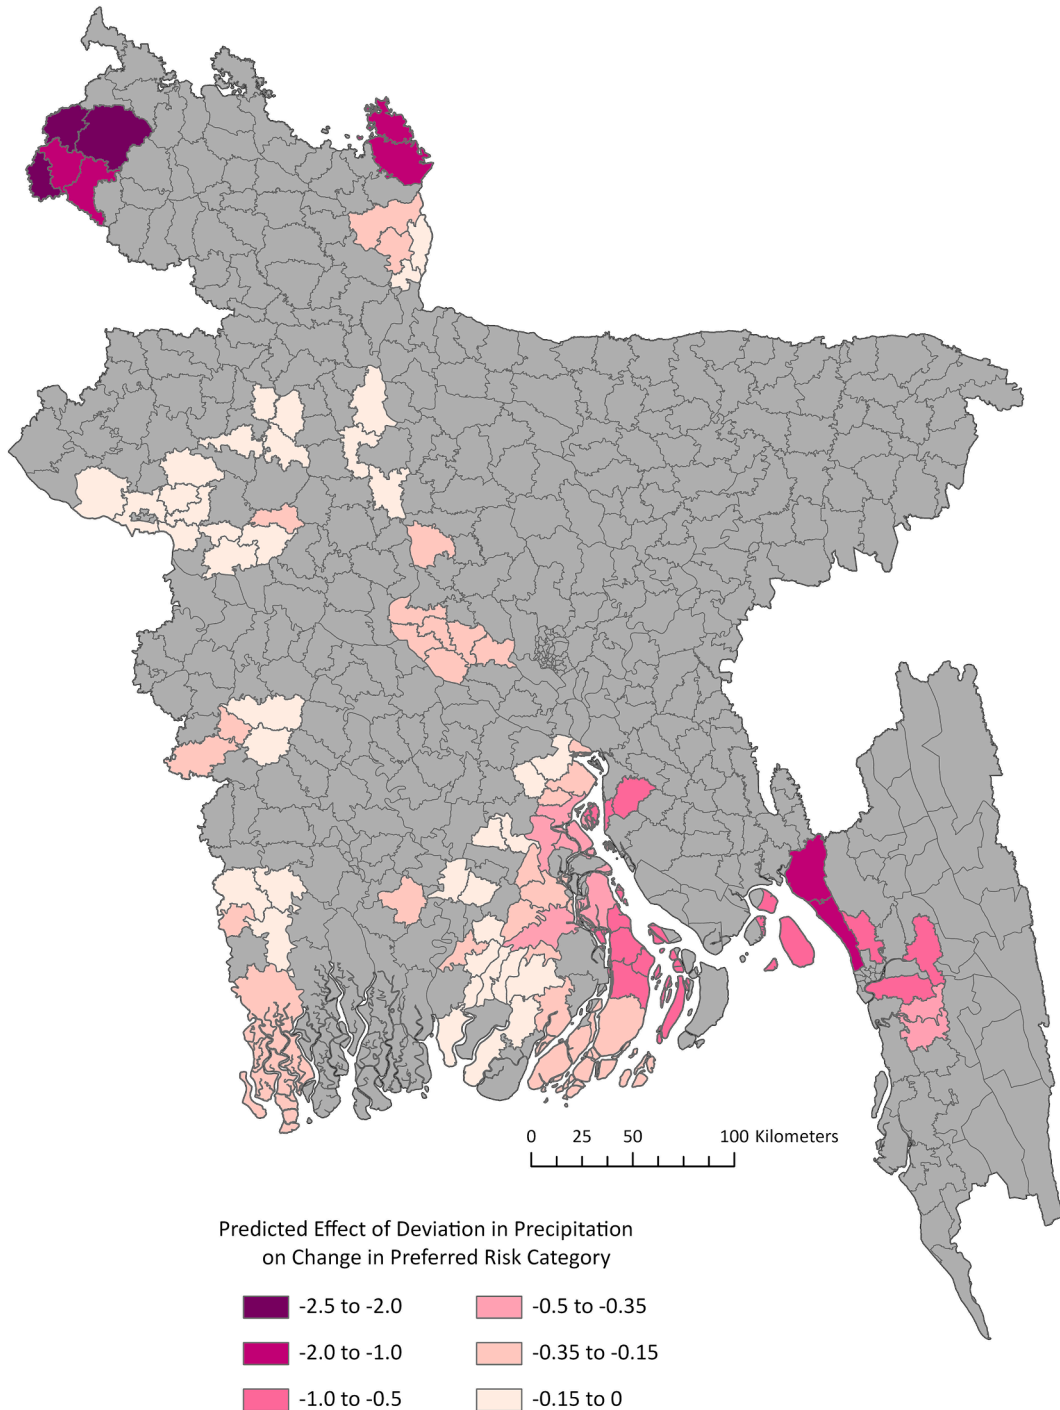 0 25 50 100 Kilometers
Predicted Effect of Deviation in Precipitation
on Change in Preferred Risk Category
-2.5 to -2.0
-2.0 to -1.0
-1.0 to -0.5
-0.5 to -0.35
-0.35 to -0.15
-0.15 to 0